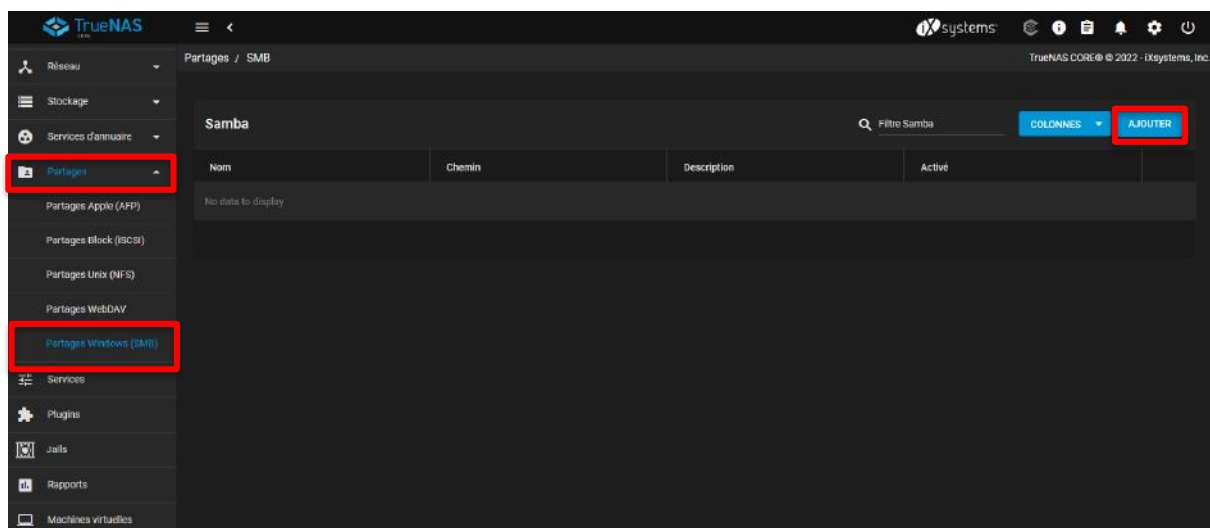 TrueNAS
CORE
iXsystems
Partages / SMB
TrueNAS CORE® © 2022 - iXsystems, Inc.
Réseau
Stockage
Services d'annuaire
Partages
Partages Apple (AFP)
Partages Block (iSCSI)
Partages Unix (NFS)
Partages WebDAV
Partages Windows (SMB)
Services
Plugins
Jails
Rapports
Machines virtuelles
Samba
Filtre Samba
COLONNES
AJOUTER
Nom Chemin Description Activé
No data to display